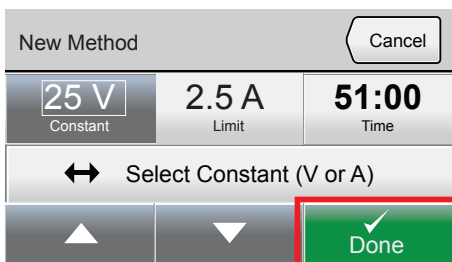 New Method Cancel
25 V 2.5 A 51:00
Constant Limit Time
Select Constant (V or A)
Done